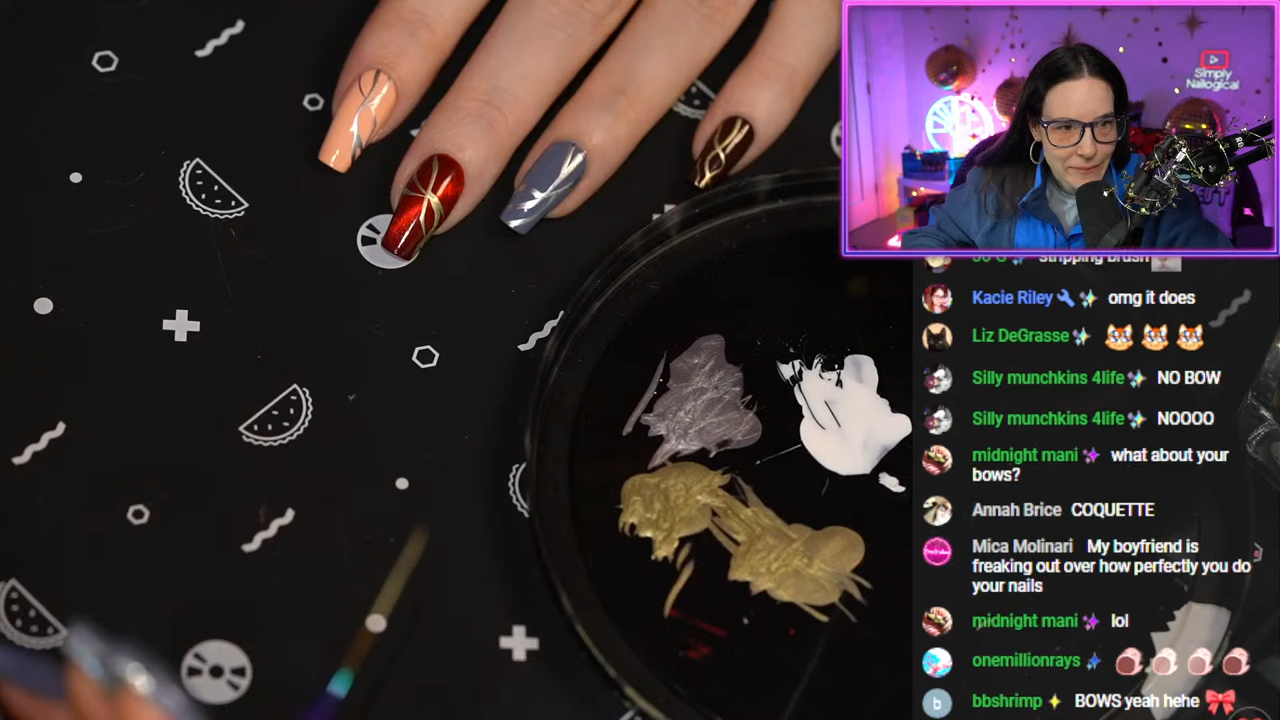 Simply
Nailogical
stripping brush
Kacie Riley omg it does
Liz DeGrasse
Silly munchkins 4life NO BOW
Silly munchkins 4life NOOOO
midnight mani what about your
bows?
Annah Brice COQUETTE
Mica Molinari My boyfriend is
freaking out over how perfectly you do
your nails
midnight mani lol
onemillionrays
b
bbshrimp BOWS yeah hehe